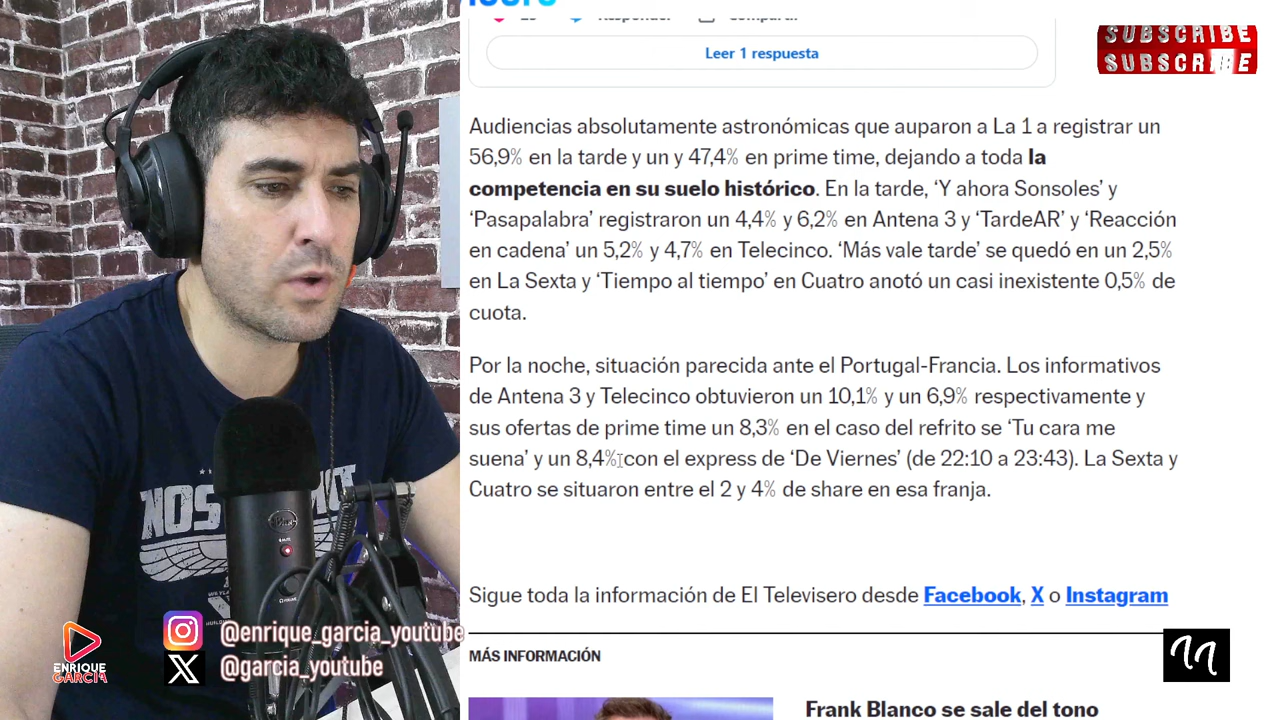 Leer 1 respuesta
SUBSCRIBE
SUBSCRIBE
Audiencias absolutamente astronómicas que auparon a La 1 a registrar un
56,9% en la tarde y un y 47,4% en prime time, dejando a toda la
competencia en su suelo histórico. En la tarde, ‘Y ahora Sonsoles’ y
‘Pasapalabra’ registraron un 4,4% y 6,2% en Antena 3 y ‘TardeAR’ y ‘Reacción
en cadena’ un 5,2% y 4,7% en Telecinco. ‘Más vale tarde’ se quedó en un 2,5%
en La Sexta y ‘Tiempo al tiempo’ en Cuatro anotó un casi inexistente 0,5% de
cuota.
Por la noche, situación parecida ante el Portugal-Francia. Los informativos
de Antena 3 y Telecinco obtuvieron un 10,1% y un 6,9% respectivamente y
sus ofertas de prime time un 8,3% en el caso del refrito se ‘Tu cara me
suena’ y un 8,4% con el express de ‘De Viernes’ (de 22:10 a 23:43). La Sexta y
Cuatro se situaron entre el 2 y 4% de share en esa franja.
Sigue toda la información de El Televisero desde Facebook, X o Instagram
MÁS INFORMACIÓN
Frank Blanco se sale del tono
@enrique_garcia_youtube
@garcia_youtube
ENRIQUE
GARCIA